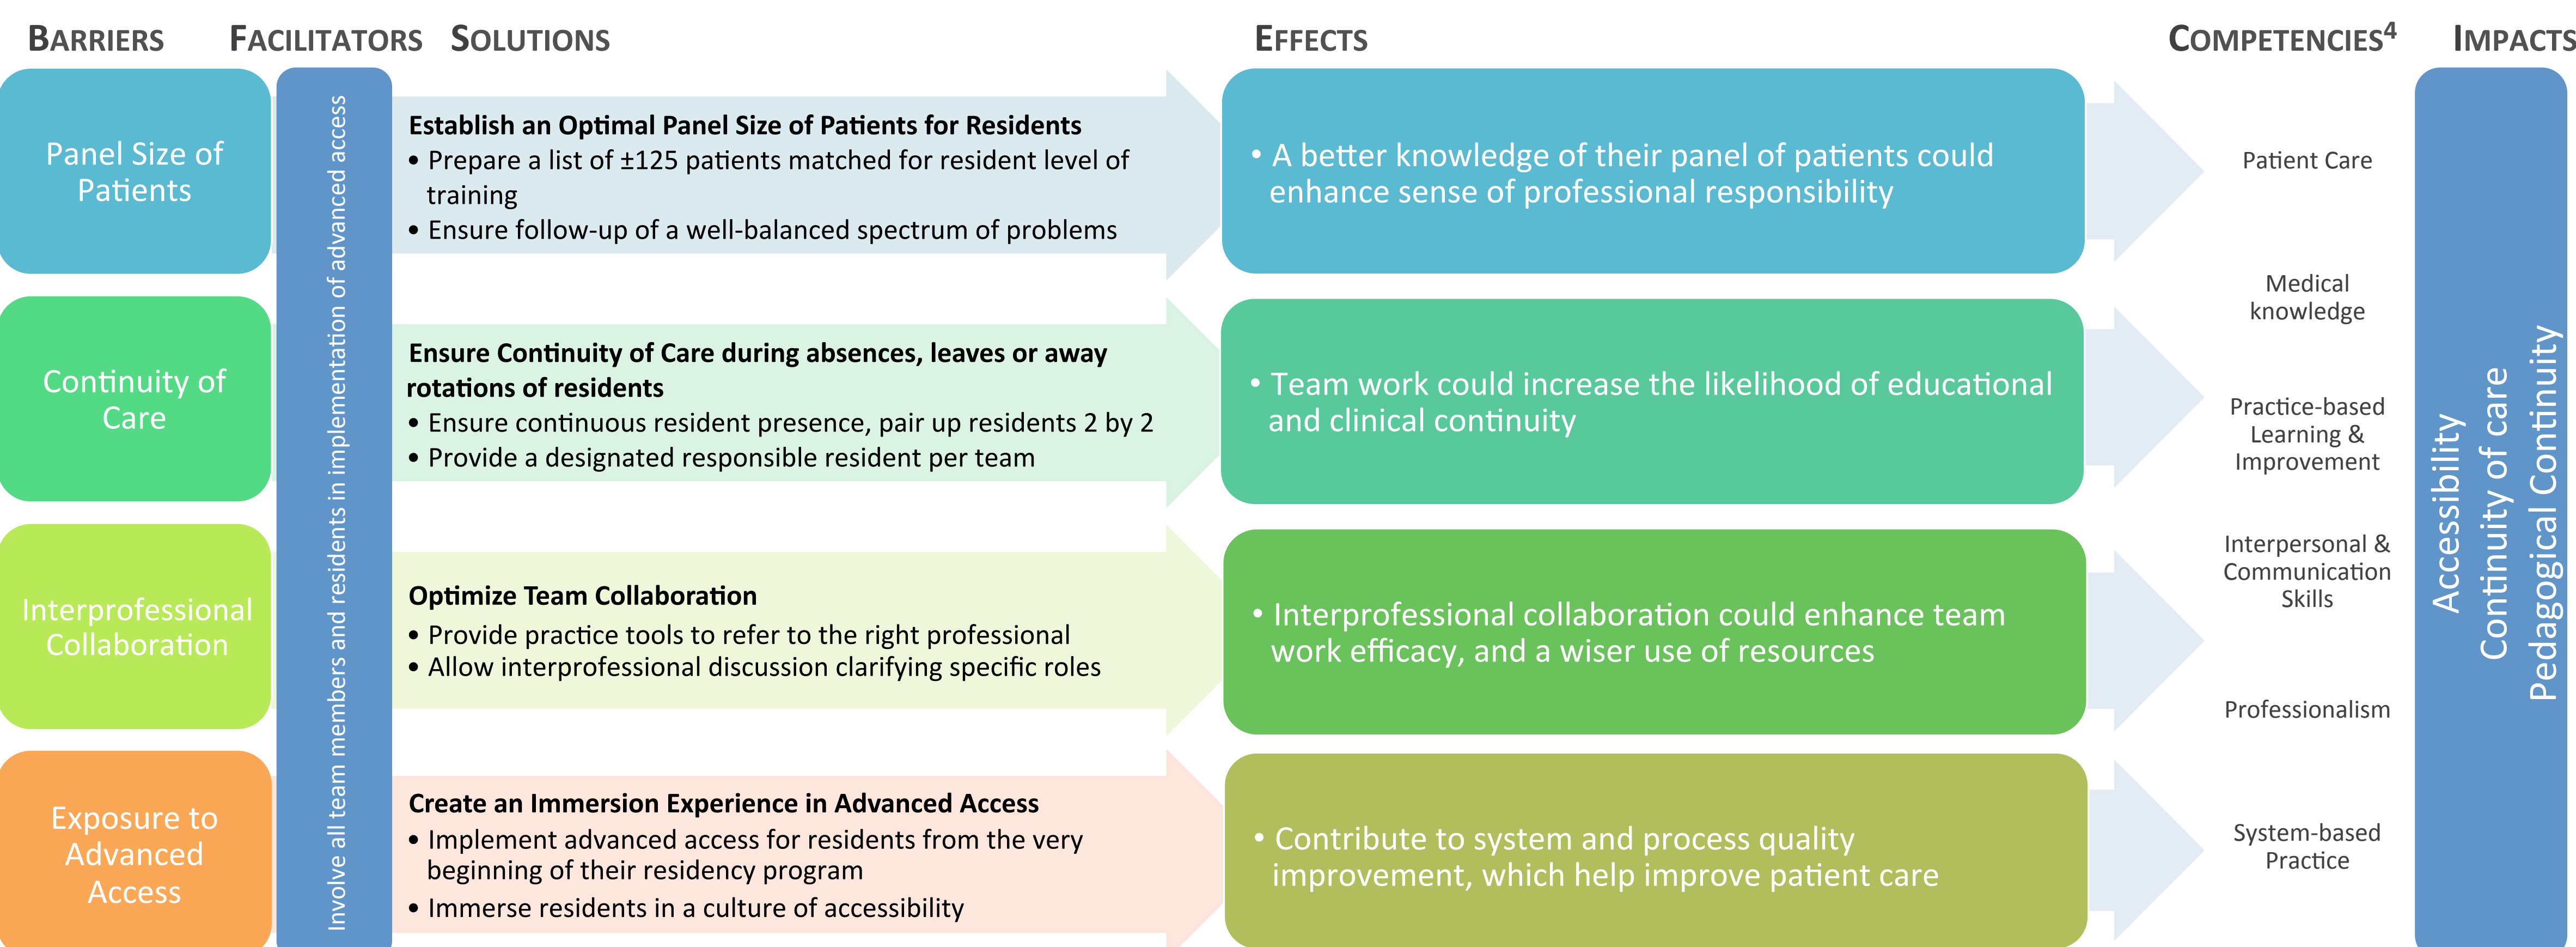 BARRIERS
FACILITATORS
SOLUTIONS
EFFECTS
COMPETENCIES4
IMPACTS
Panel Size of
Patients
Involve all team members and residents in implementation of advanced access
Establish an Optimal Panel Size of Patients for Residents
• Prepare a list of ±125 patients matched for resident level of
training
• Ensure follow-up of a well-balanced spectrum of problems
• A better knowledge of their panel of patients could
enhance sense of professional responsibility
Continuity of
Care
Ensure Continuity of Care during absences, leaves or away
rotations of residents
• Ensure continuous resident presence, pair up residents 2 by 2
• Provide a designated responsible resident per team
• Team work could increase the likelihood of educational
and clinical continuity
Interprofessional
Collaboration
Optimize Team Collaboration
• Provide practice tools to refer to the right professional
• Allow interprofessional discussion clarifying specific roles
• Interprofessional collaboration could enhance team
work efficacy, and a wiser use of resources
Exposure to
Advanced
Access
Create an Immersion Experience in Advanced Access
• Implement advanced access for residents from the very
beginning of their residency program
• Immerse residents in a culture of accessibility
• Contribute to system and process quality
improvement, which help improve patient care
Patient Care
Medical
knowledge
Practice-based
Learning &
Improvement
Interpersonal &
Communication
Skills
Professionalism
System-based
Practice
Accessibility
Continuity of care
Pedagogical Continuity